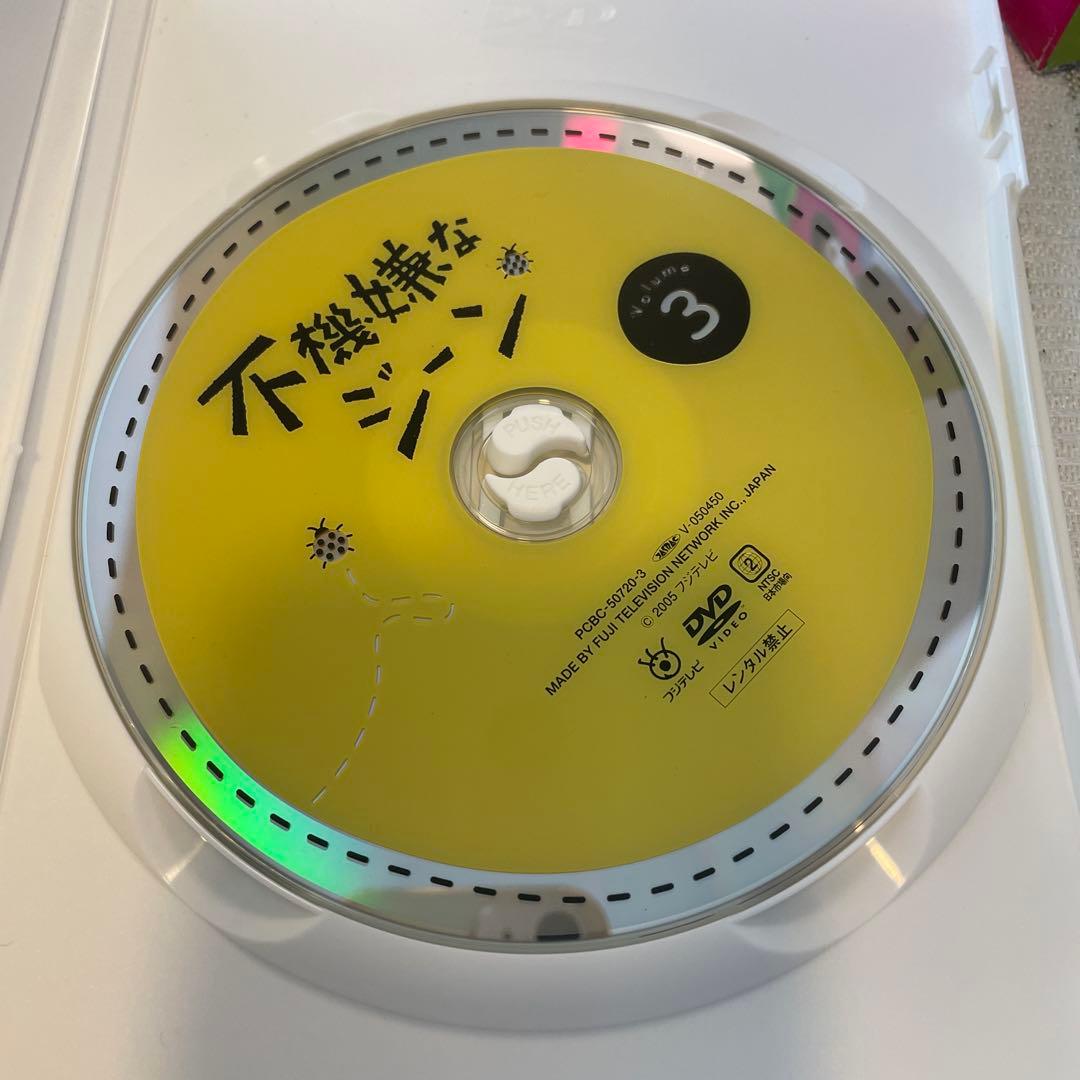 不機嫌な
ジーン
Volume
3
PUSH
HERE
PCBC-50720-3 JASRAC V-050450
MADE BY FUJI TELEVISION NETWORK INC., JAPAN
© 2005 フジテレビ
フジテレビ
DVD
VIDEO
2
NTSC
日本市場向
レンタル禁止